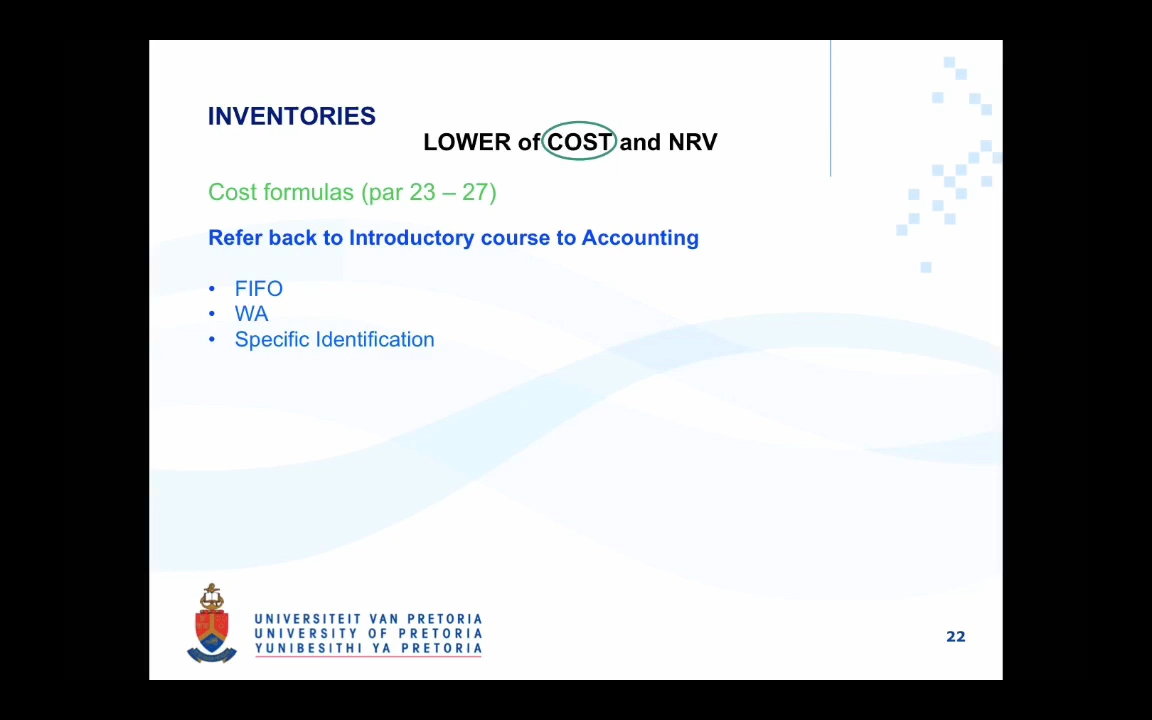 INVENTORIES
LOWER of COST and NRV
Cost formulas (par 23 – 27)
Refer back to Introductory course to Accounting
• FIFO
• WA
• Specific Identification
UNIVERSITEIT VAN PRETORIA
UNIVERSITY OF PRETORIA
YUNIBESITHI YA PRETORIA
22